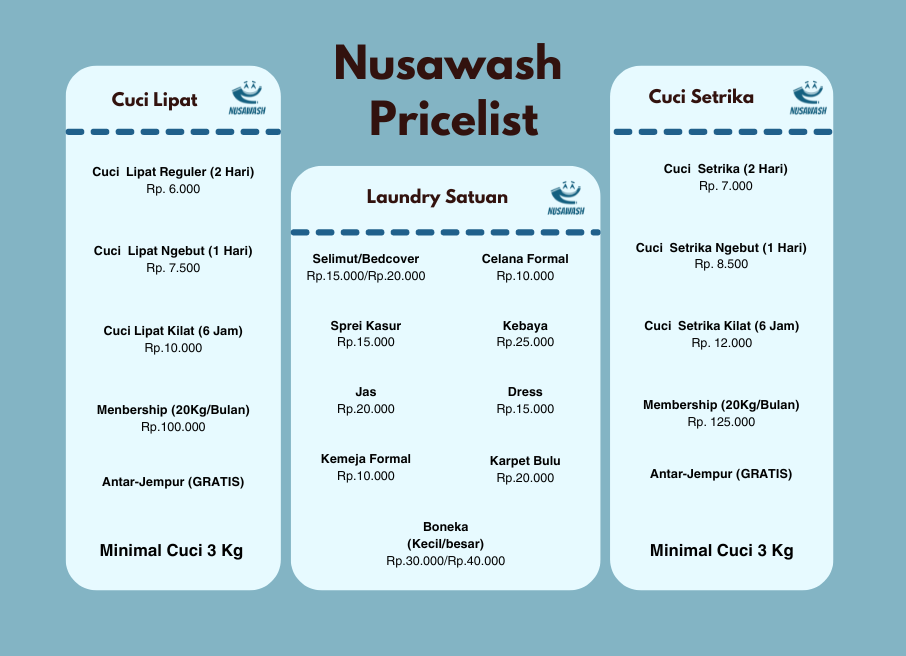 Nusawash
Pricelist
Cuci Lipat
NUSAWASH
Cuci  Lipat Reguler (2 Hari)
Rp. 6.000
Cuci  Lipat Ngebut (1 Hari)
Rp. 7.500
Cuci Lipat Kilat (6 Jam)
Rp.10.000
Menbership (20Kg/Bulan)
Rp.100.000
Antar-Jempur (GRATIS)
Minimal Cuci 3 Kg
Laundry Satuan
NUSAWASH
Selimut/Bedcover
Rp.15.000/Rp.20.000
Celana Formal
Rp.10.000
Sprei Kasur
Rp.15.000
Kebaya
Rp.25.000
Jas
Rp.20.000
Dress
Rp.15.000
Kemeja Formal
Rp.10.000
Karpet Bulu
Rp.20.000
Boneka
(Kecil/besar)
Rp.30.000/Rp.40.000
Cuci Setrika
NUSAWASH
Cuci  Setrika (2 Hari)
Rp. 7.000
Cuci  Setrika Ngebut (1 Hari)
Rp. 8.500
Cuci  Setrika Kilat (6 Jam)
Rp. 12.000
Membership (20Kg/Bulan)
Rp. 125.000
Antar-Jempur (GRATIS)
Minimal Cuci 3 Kg